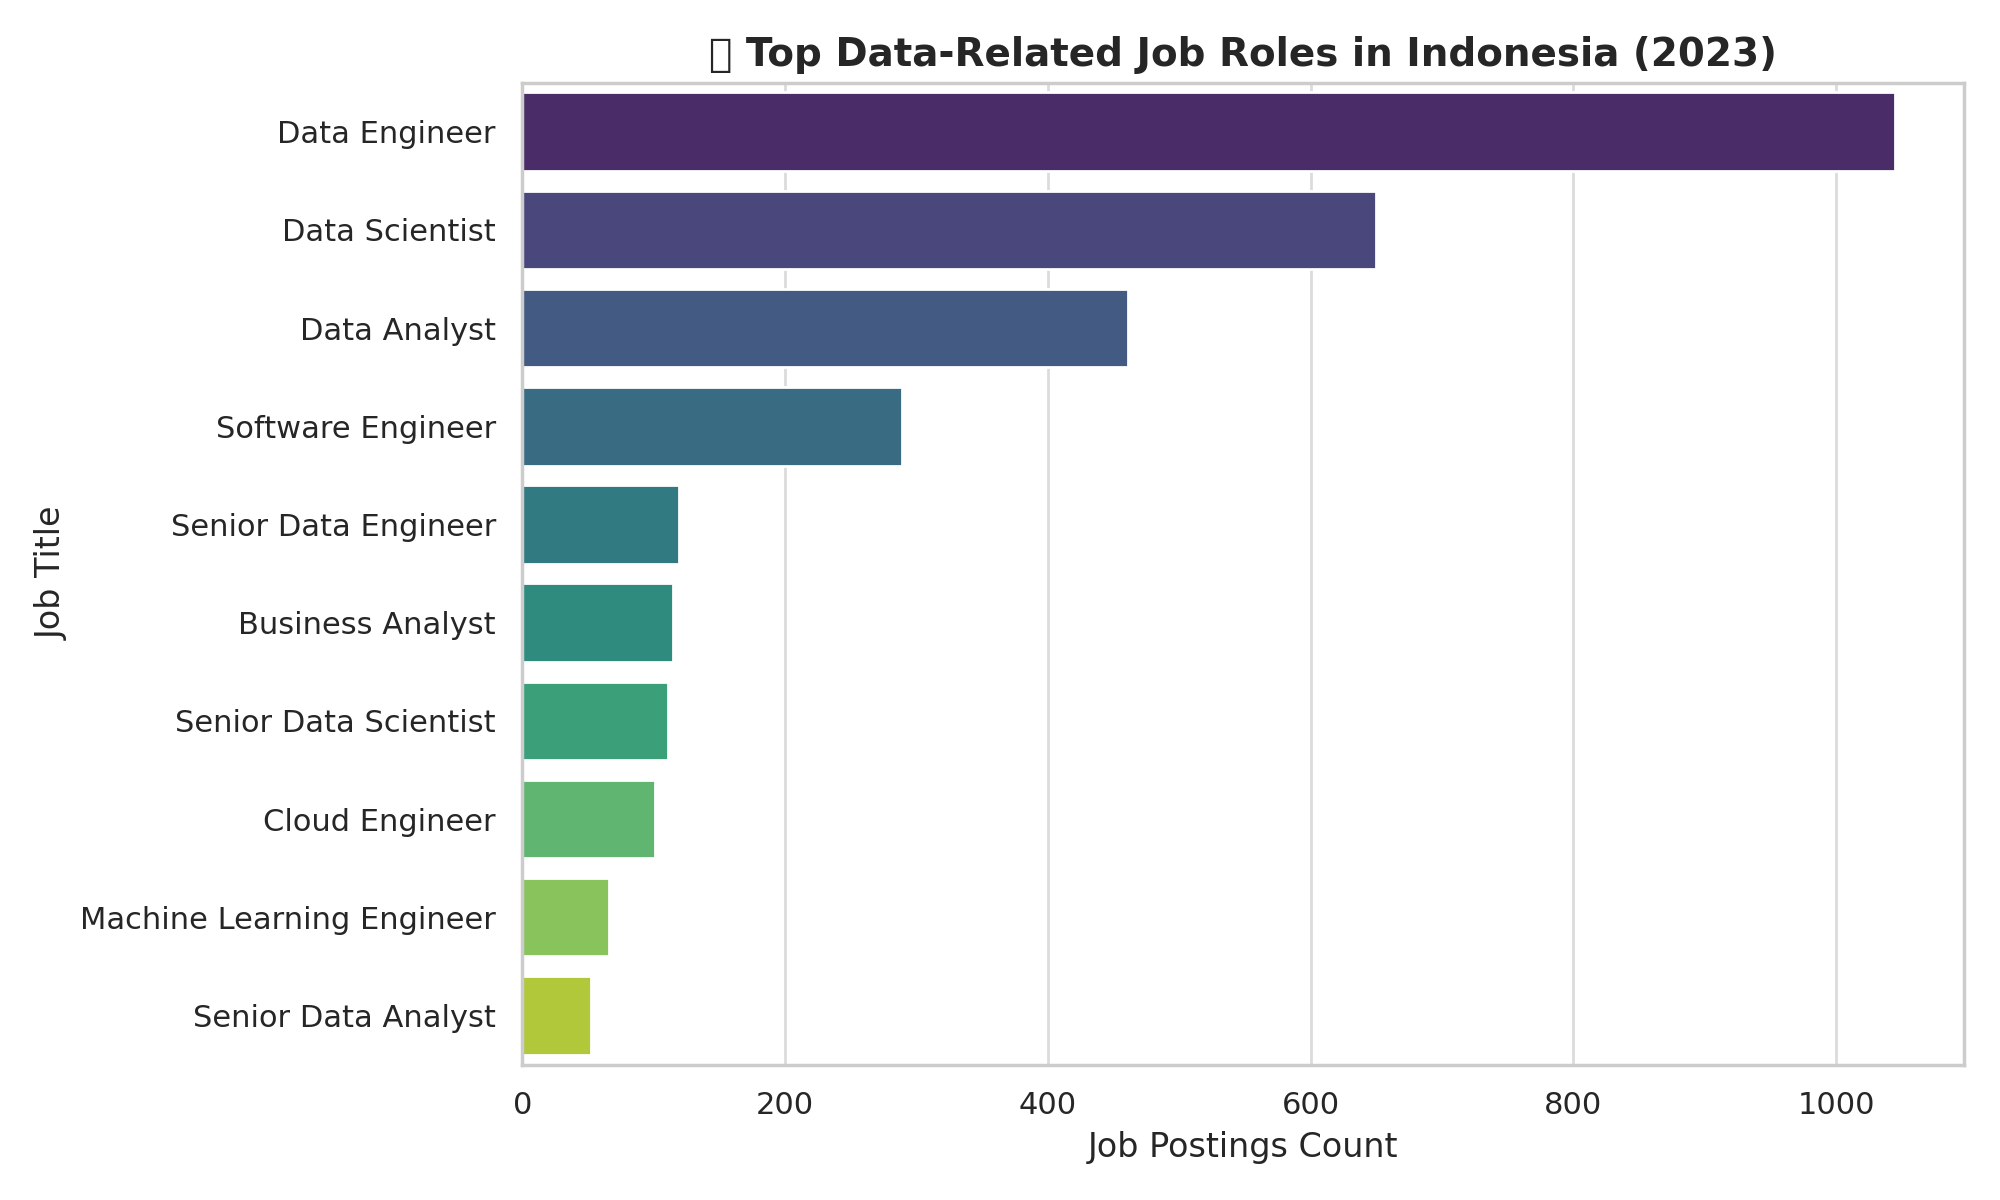 ▯ Top Data-Related Job Roles in Indonesia (2023)
Data Engineer
Data Scientist
Data Analyst
Software Engineer
Senior Data Engineer
Business Analyst
Senior Data Scientist
Cloud Engineer
Machine Learning Engineer
Senior Data Analyst
Job Title
0 200 400 600 800 1000
Job Postings Count